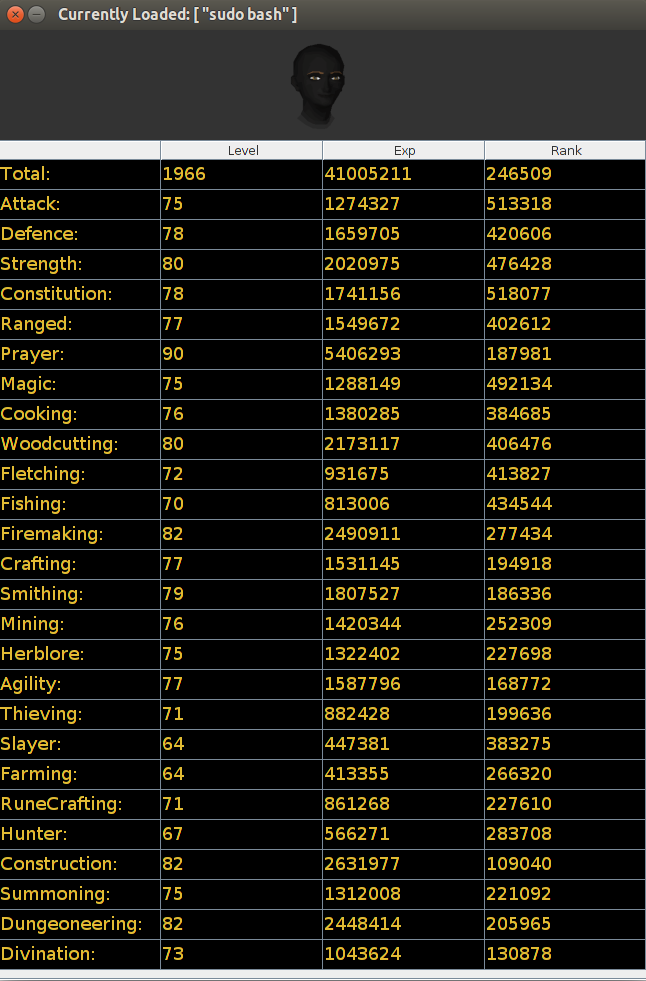 Currently Loaded: [ "sudo bash" ]
Level Exp Rank
Total: 1966 41005211 246509
Attack: 75 1274327 513318
Defence: 78 1659705 420606
Strength: 80 2020975 476428
Constitution: 78 1741156 518077
Ranged: 77 1549672 402612
Prayer: 90 5406293 187981
Magic: 75 1288149 492134
Cooking: 76 1380285 384685
Woodcutting: 80 2173117 406476
Fletching: 72 931675 413827
Fishing: 70 813006 434544
Firemaking: 82 2490911 277434
Crafting: 77 1531145 194918
Smithing: 79 1807527 186336
Mining: 76 1420344 252309
Herblore: 75 1322402 227698
Agility: 77 1587796 168772
Thieving: 71 882428 199636
Slayer: 64 447381 383275
Farming: 64 413355 266320
RuneCrafting: 71 861268 227610
Hunter: 67 566271 283708
Construction: 82 2631977 109040
Summoning: 75 1312008 221092
Dungeoneering: 82 2448414 205965
Divination: 73 1043624 130878